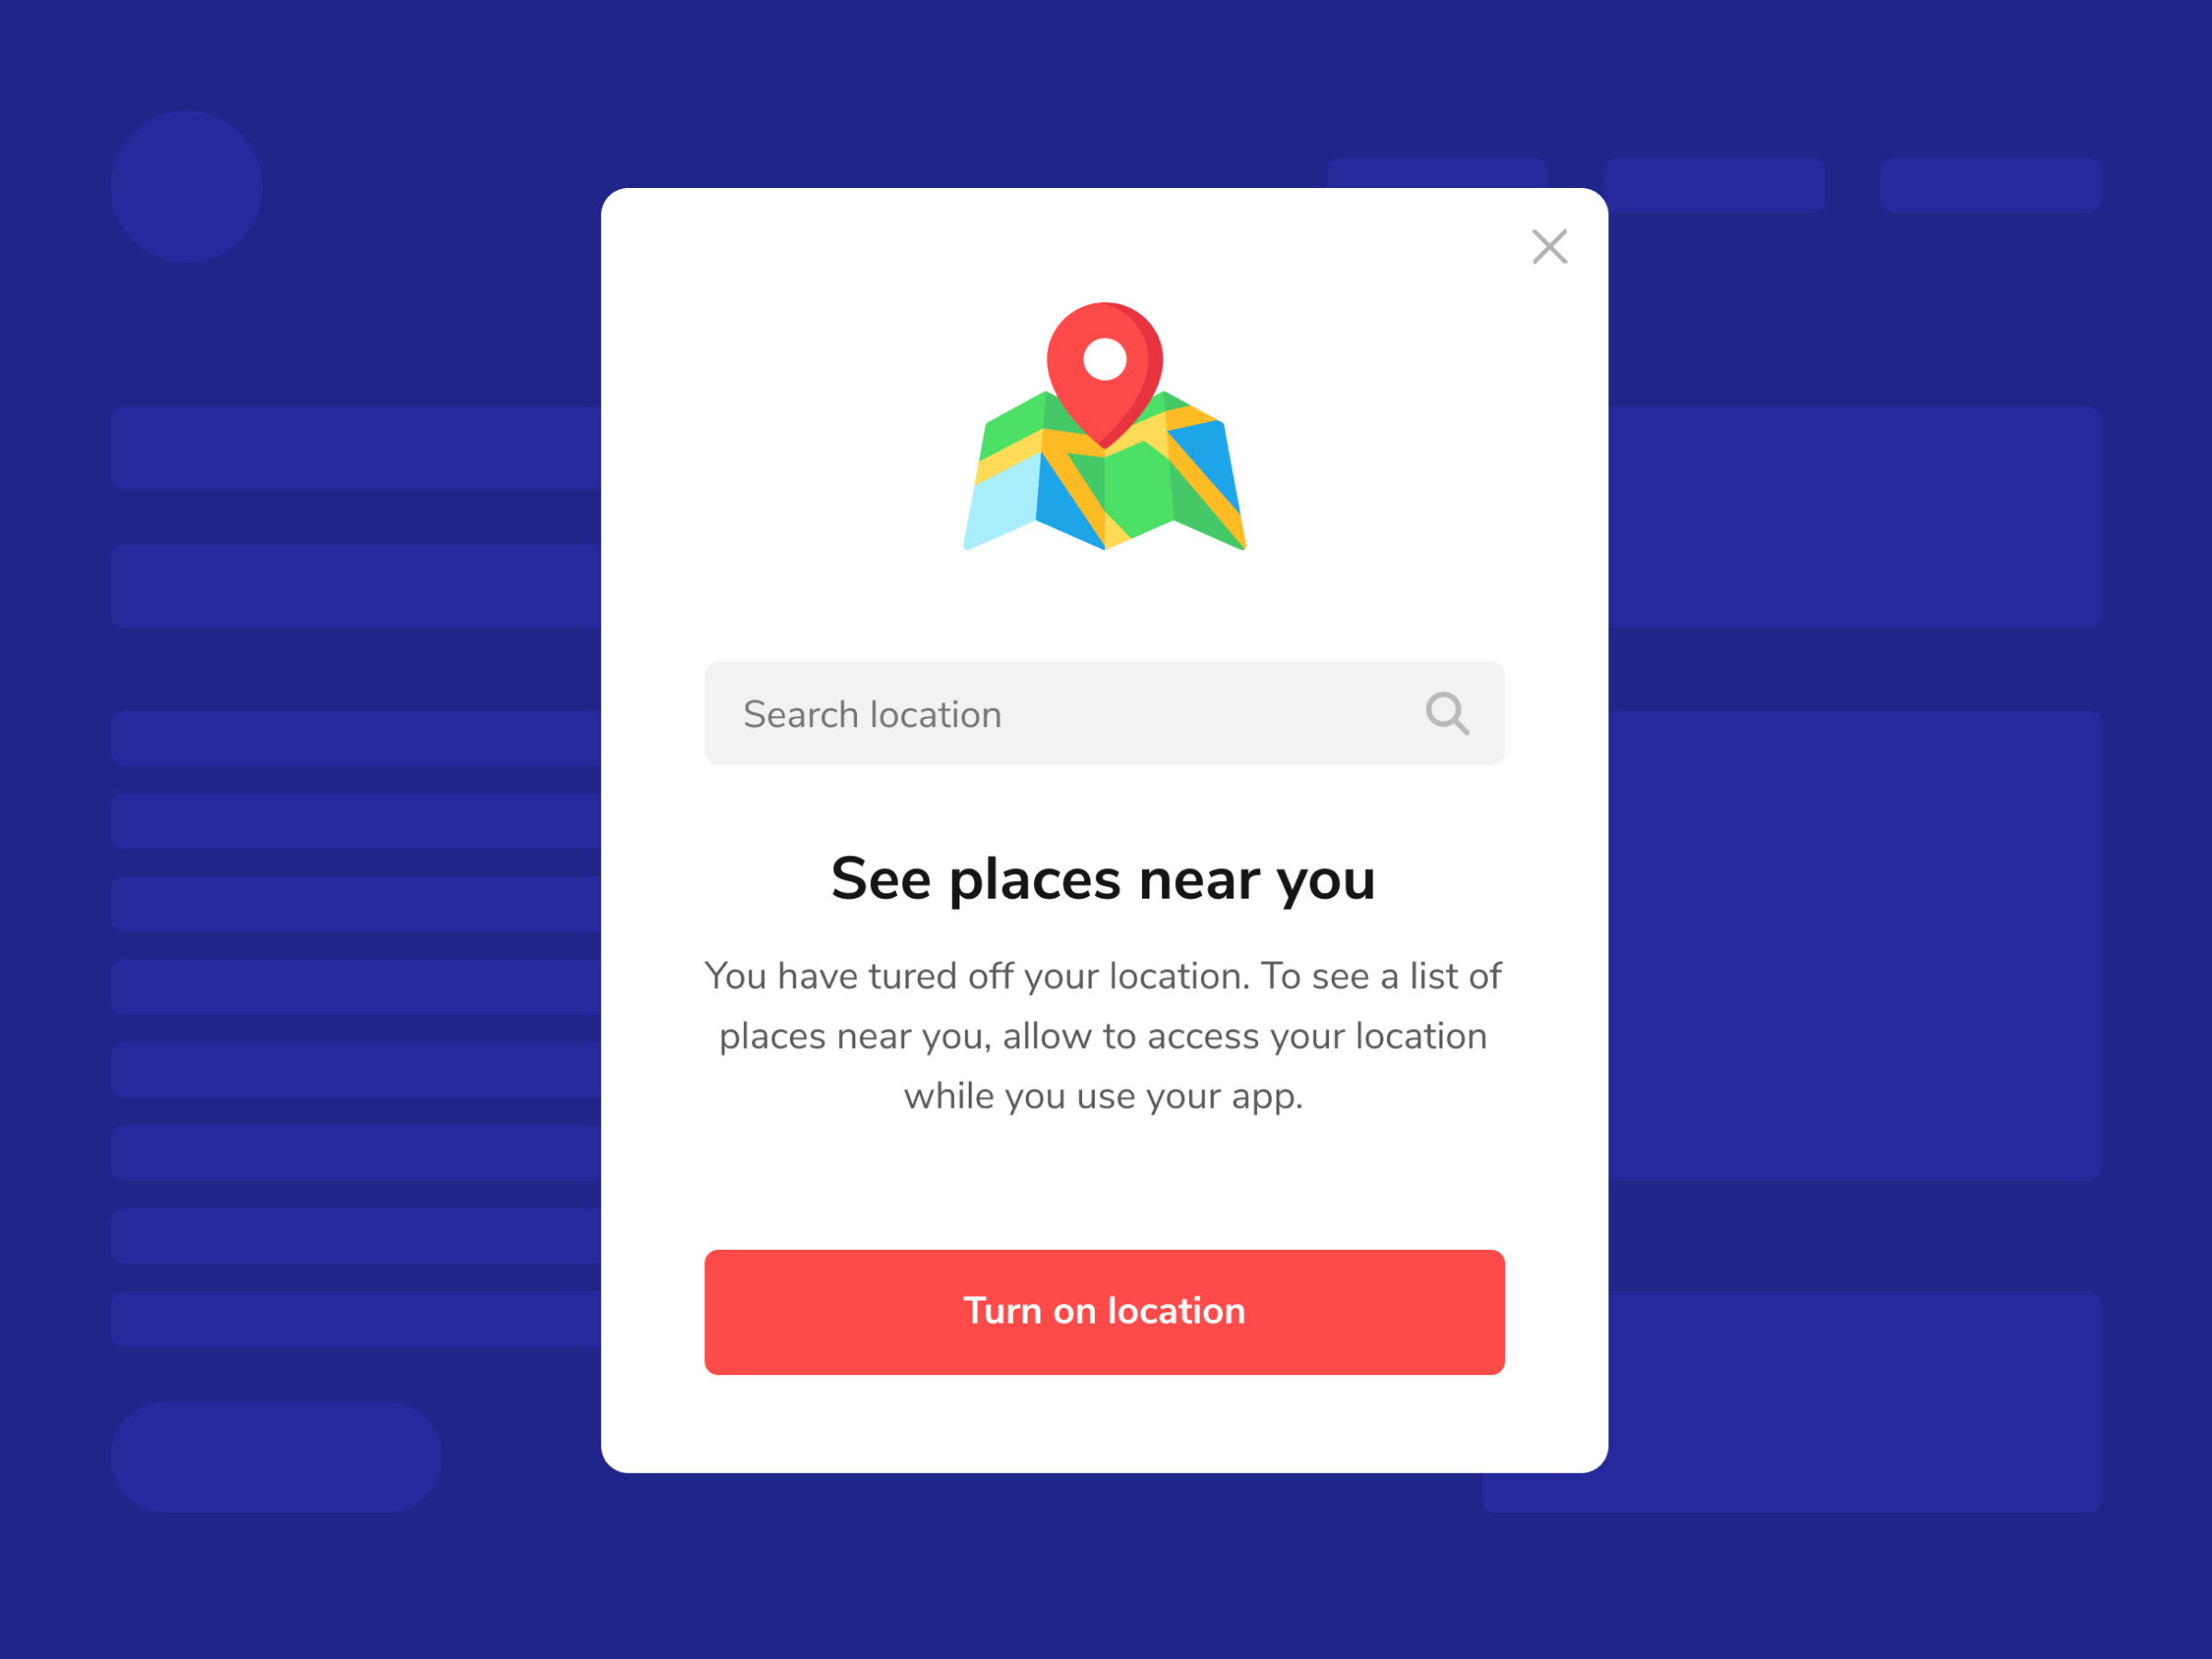 Search location
See places near you
You have tured off your location. To see a list of
places near you, allow to access your location
while you use your app.
Turn on location